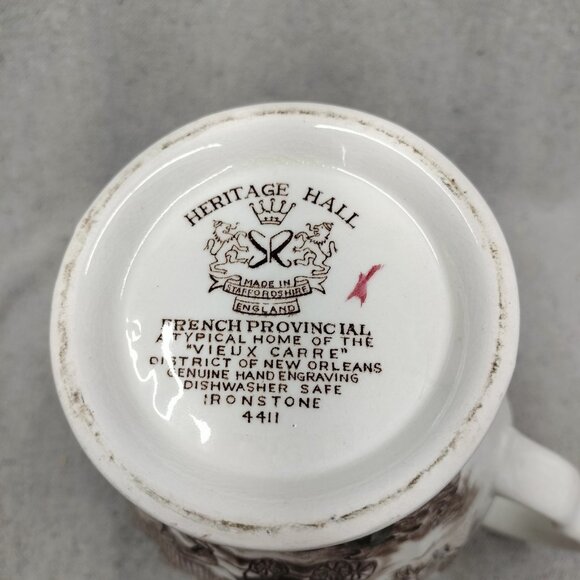 HERITAGE HALL
MADE IN
STAFFORDSHIRE
ENGLAND
FRENCH PROVINCIAL
A TYPICAL HOME OF THE
"VIEUX CARRE"
DISTRICT OF NEW ORLEANS
GENUINE HAND ENGRAVING
DISHWASHER SAFE
IRONSTONE
4411